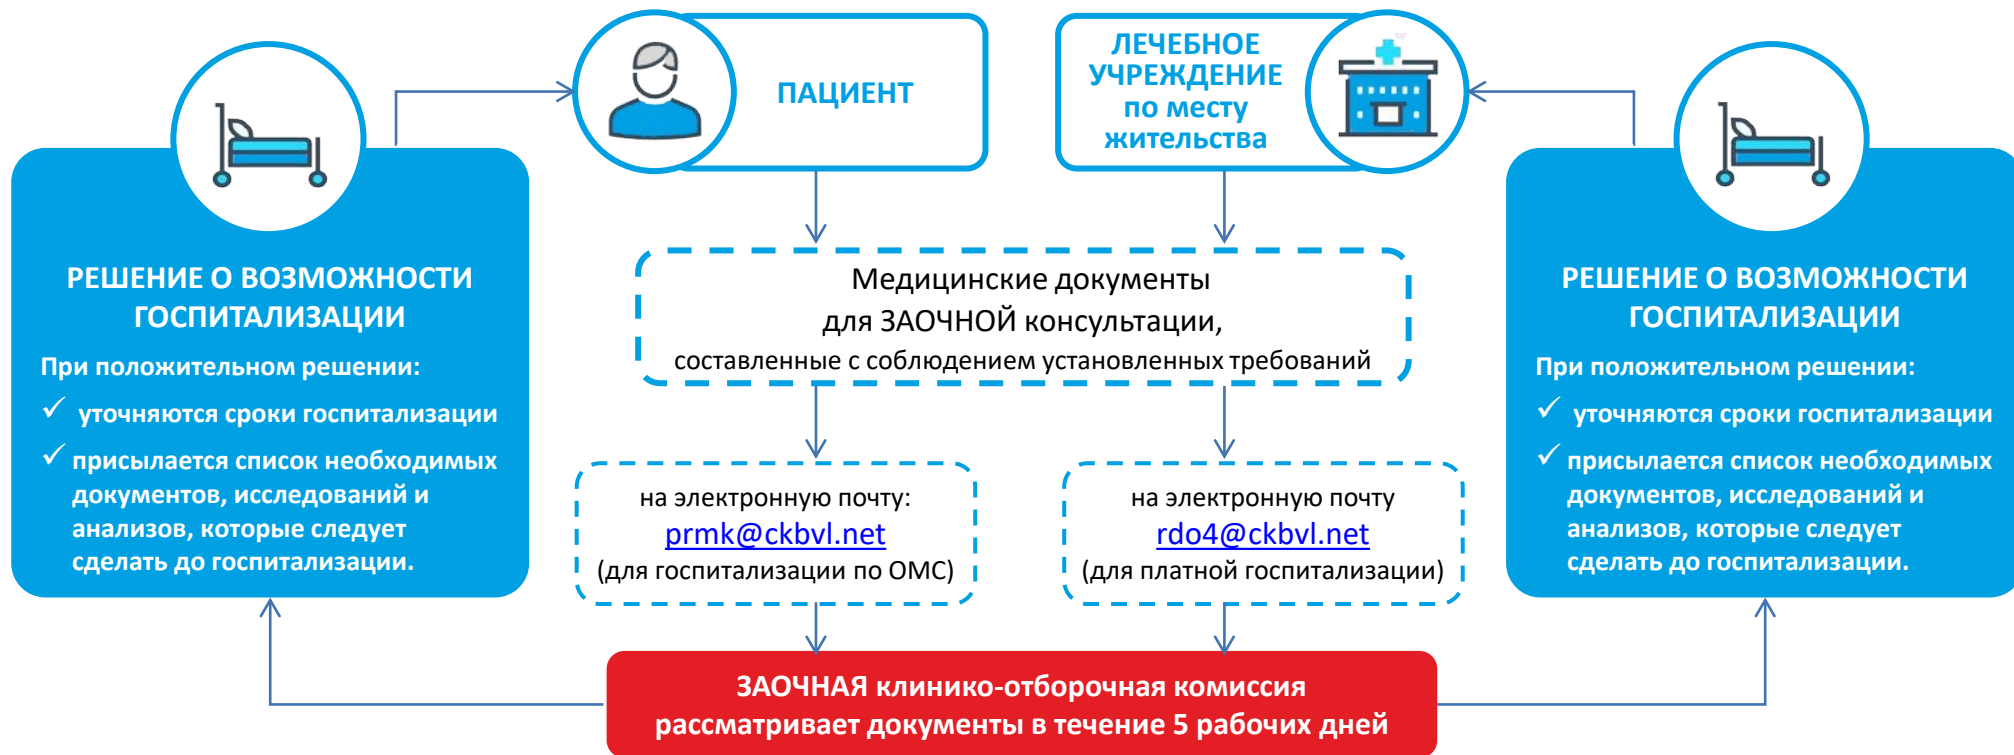 ПАЦИЕНТ
ЛЕЧЕБНОЕ
УЧРЕЖДЕНИЕ
по месту
жительства
РЕШЕНИЕ О ВОЗМОЖНОСТИ
ГОСПИТАЛИЗАЦИИ
При положительном решении:
✓ уточняются сроки госпитализации
✓ присылается список необходимых
документов, исследований и
анализов, которые следует
сделать до госпитализации.
Медицинские документы
для ЗАОЧНОЙ консультации,
составленные с соблюдением установленных требований
на электронную почту:
prmk@ckbvl.net
(для госпитализации по ОМС)
на электронную почту
rdo4@ckbvl.net
(для платной госпитализации)
РЕШЕНИЕ О ВОЗМОЖНОСТИ
ГОСПИТАЛИЗАЦИИ
При положительном решении:
✓ уточняются сроки госпитализации
✓ присылается список необходимых
документов, исследований и
анализов, которые следует
сделать до госпитализации.
ЗАОЧНАЯ клинико-отборочная комиссия
рассматривает документы в течение 5 рабочих дней